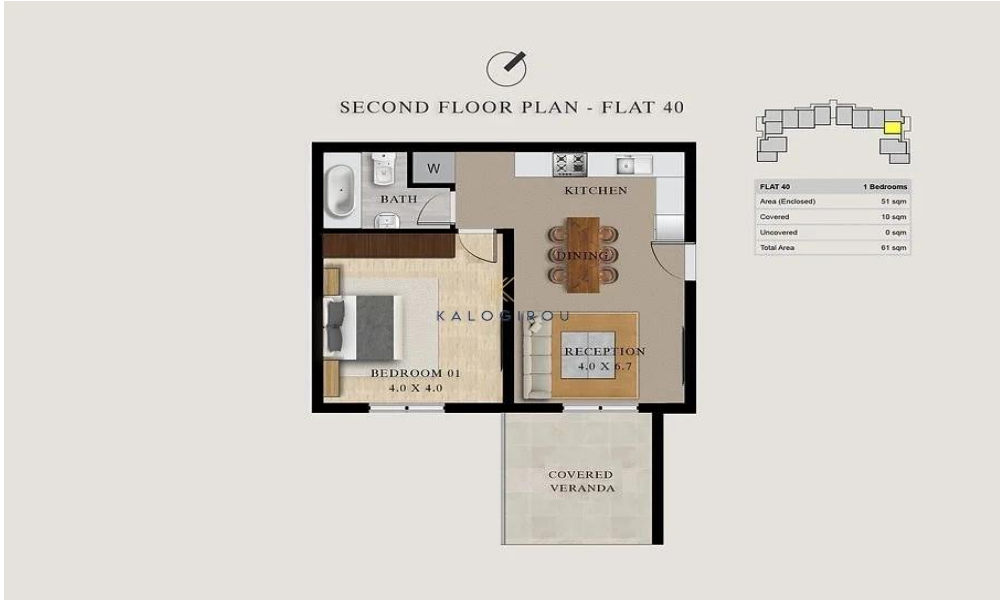 SECOND FLOOR PLAN - FLAT 40
FLAT 40 1 Bedrooms
Area (Enclosed) 51 sqm
Covered 10 sqm
Uncovered 0 sqm
Total Area 61 sqm
W
BATH
KITCHEN
DINING
KALOGIROU
RECEPTION
4.0 X 6.7
BEDROOM 01
4.0 X 4.0
COVERED
VERANDA